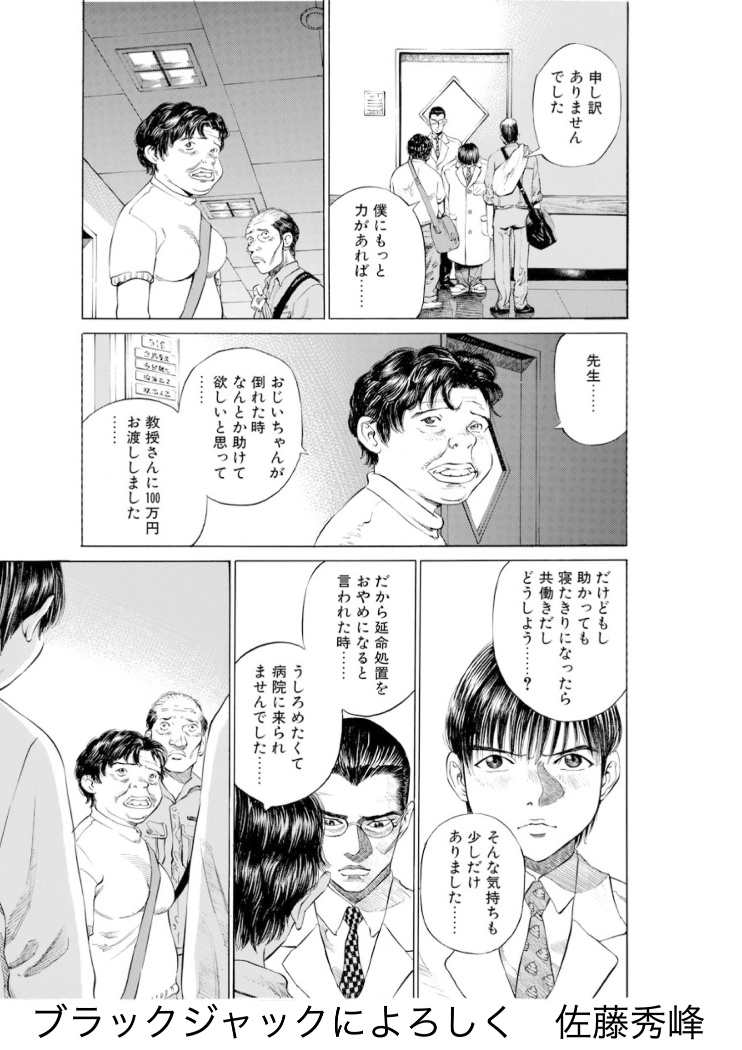 申し訳
ありません
でした
僕にもっと
力があれば……
先生……
おじいちゃんが
倒れた時
なんとか助けて
欲しいと思って
……
教授さんに100万円
お渡ししました
……
だけどもし
助かっても
寝たきりになったら
共働きだし
どうしよう……?
そんな気持ちも
少しだけ
ありました……
だから延命処置を
おやめになると
言われた時……
うしろめたくて
病院に来られ
ませんでした……
ブラックジャックによろしく 佐藤秀峰